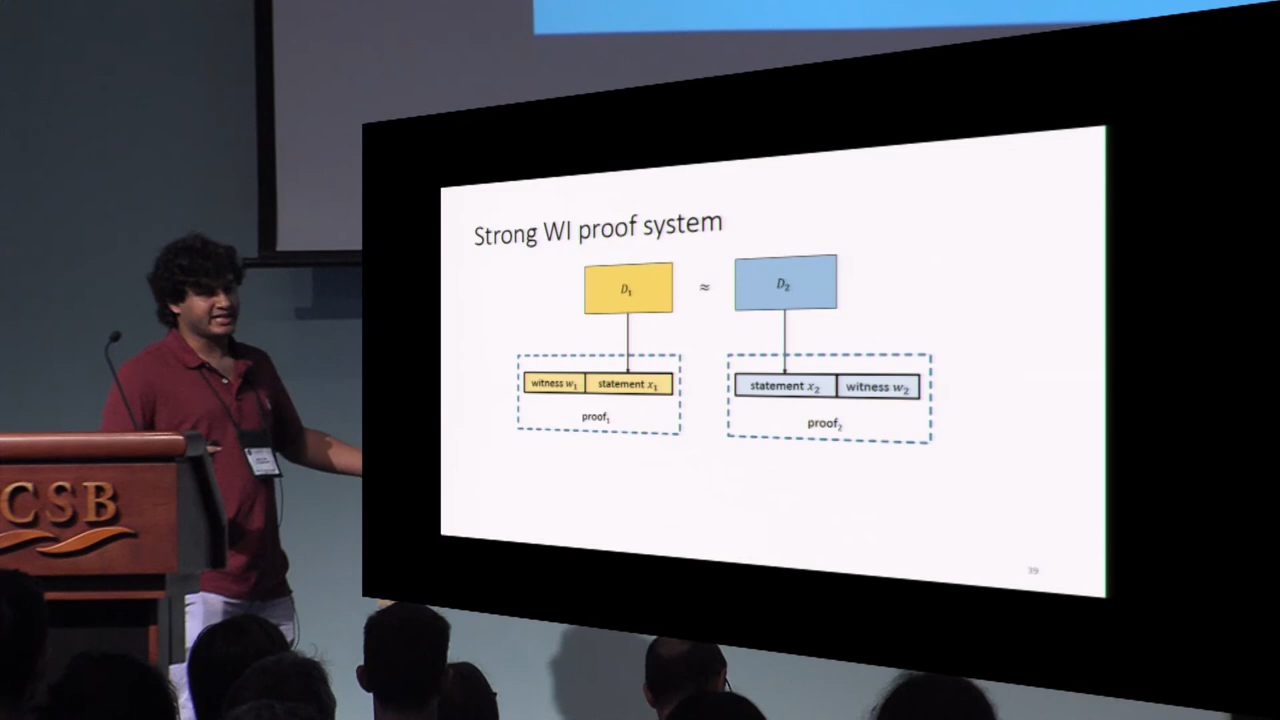 CSB
Strong WI proof system
D₁ ≈ D₂
witness w₁ statement x₁
statement x₂ witness w₂
proof₁
proof₂
39